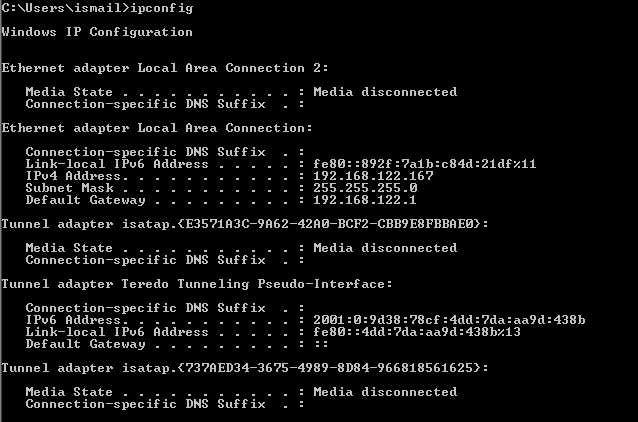 C:\Users\ismail>ipconfig
Windows IP Configuration
Ethernet adapter Local Area Connection 2:
Media State . . . . . . . . . . . : Media disconnected
Connection-specific DNS Suffix . :
Ethernet adapter Local Area Connection:
Connection-specific DNS Suffix . :
Link-local IPv6 Address . . . . . : fe80::892f:7a1b:c84d:21df%11
IPv4 Address. . . . . . . . . . . : 192.168.122.167
Subnet Mask . . . . . . . . . . . : 255.255.255.0
Default Gateway . . . . . . . . . : 192.168.122.1
Tunnel adapter isatap.{E3571A3C-9A62-42A0-BCF2-CBB9E8FBBAE0}:
Media State . . . . . . . . . . . : Media disconnected
Connection-specific DNS Suffix . :
Tunnel adapter Teredo Tunneling Pseudo-Interface:
Connection-specific DNS Suffix . :
IPv6 Address. . . . . . . . . . . : 2001:0:9d38:78cf:4dd:7da:aa9d:438b
Link-local IPv6 Address . . . . . : fe80::4dd:7da:aa9d:438b%13
Default Gateway . . . . . . . . . : ::
Tunnel adapter isatap.{737AED34-3675-4989-8D84-966818561625}:
Media State . . . . . . . . . . . : Media disconnected
Connection-specific DNS Suffix . :